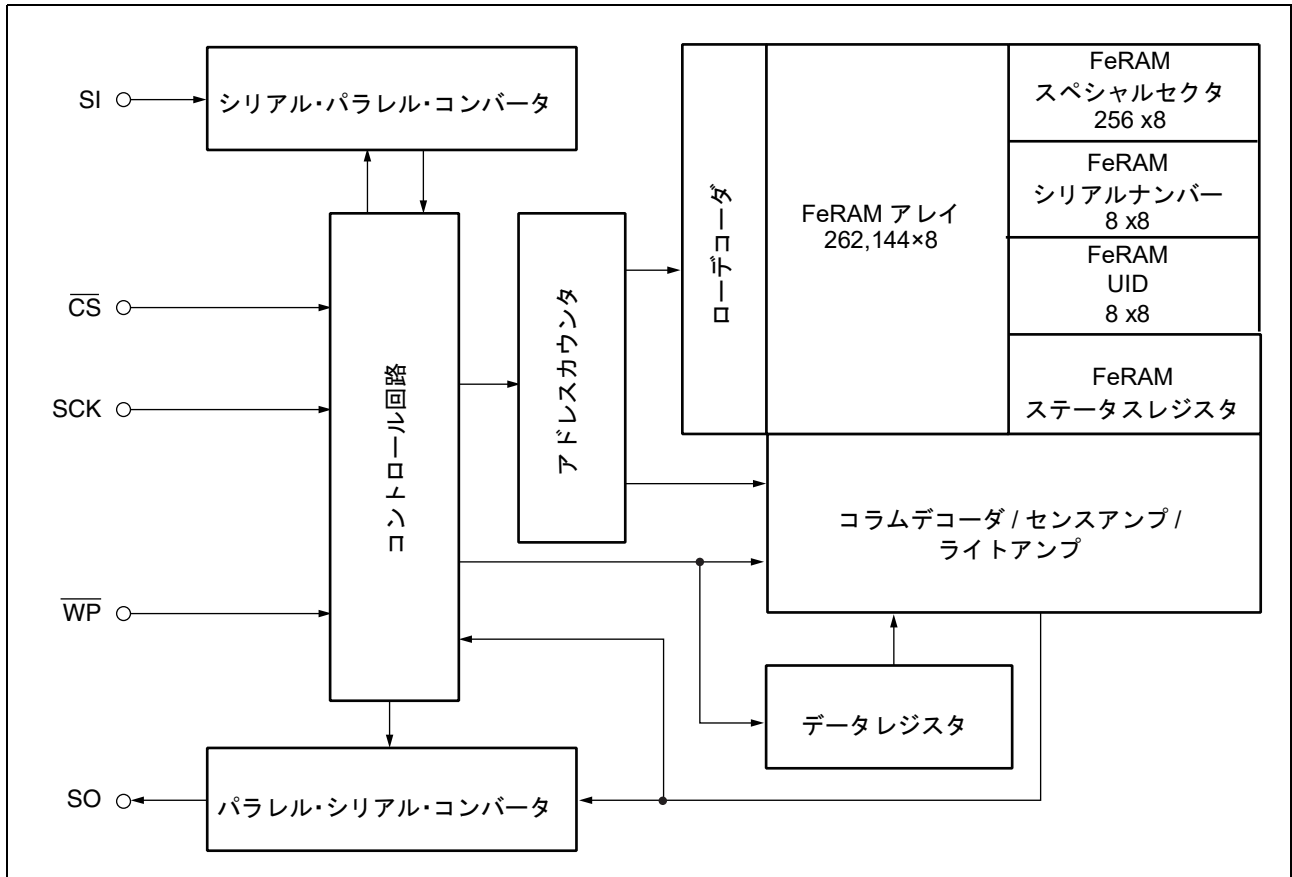 SI
シリアル・パラレル・コンバータ
CS
SCK
WP
SO
コントロール回路
アドレスカウンタ
ローデコーダ
FeRAM アレイ
262,144×8
FeRAM
スペシャルセクタ
256 x8
FeRAM
シリアルナンバー
8 x8
FeRAM
UID
8 x8
FeRAM
ステータスレジスタ
コラムデコーダ / センスアンプ /
ライトアンプ
データレジスタ
パラレル・シリアル・コンバータ